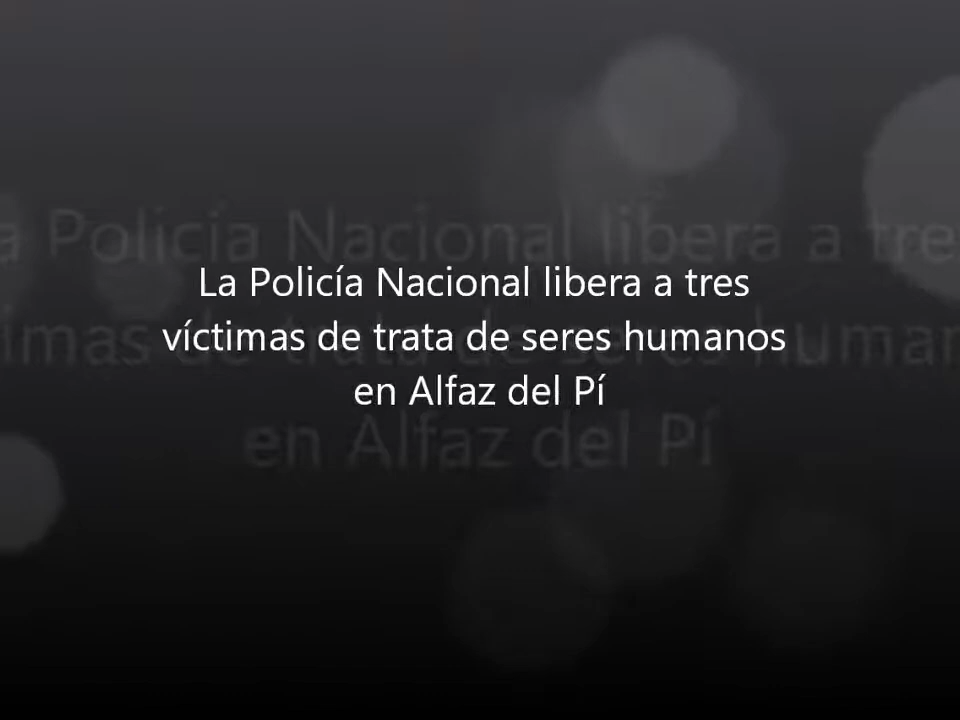 La Policía Nacional libera a tres
víctimas de trata de seres humanos
en Alfaz del Pí